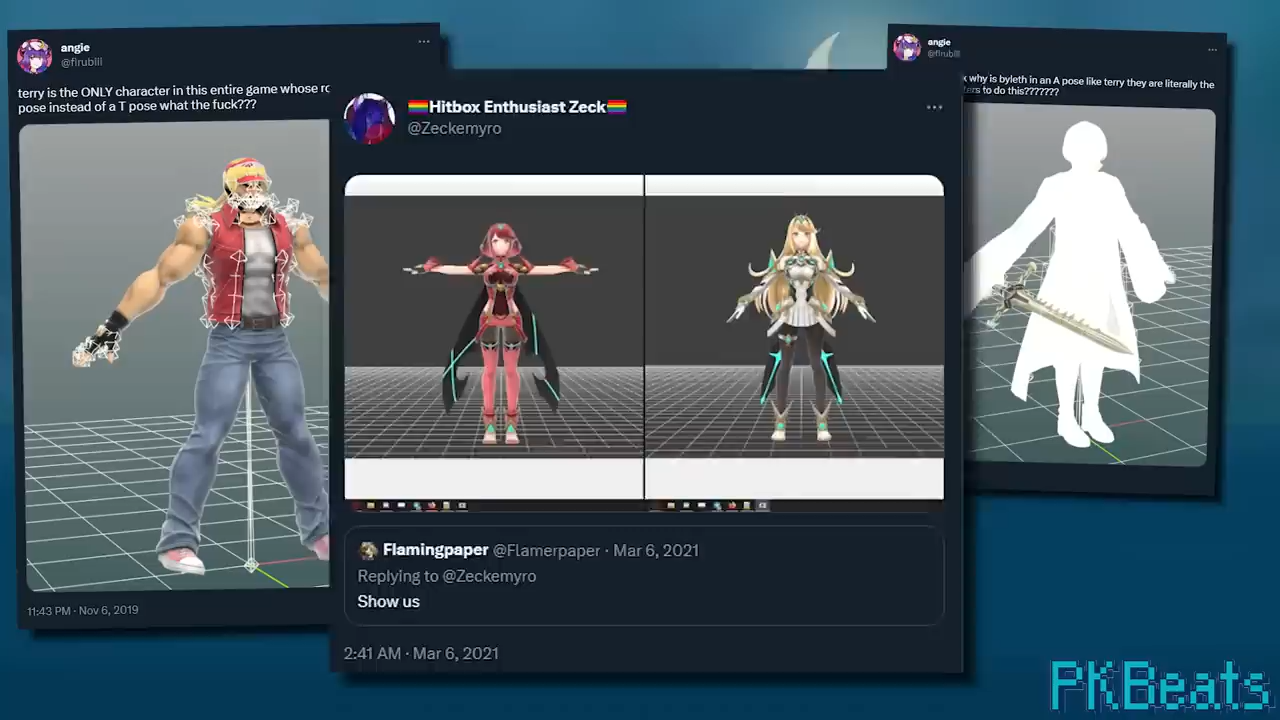 angie
@firubiii
terry is the ONLY character in this entire game whose
pose instead of a T pose what the fuck???
11:43 PM · Nov 6, 2019
Hitbox Enthusiast Zeck
@Zeckemyro
Flamingpaper @Flamerpaper · Mar 6, 2021
Replying to @Zeckemyro
Show us
2:41 AM · Mar 6, 2021
angie
@firubiii
why is byleth in an A pose like terry they are literally the
to do this???????
PKBeats